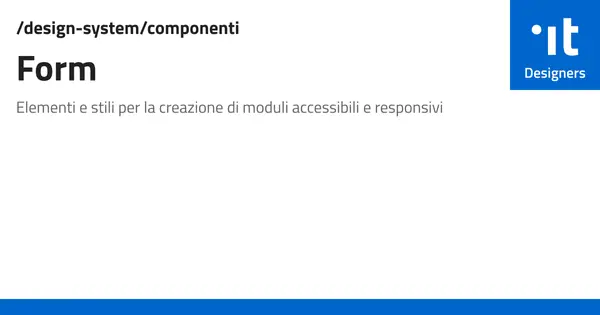 /design-system/componenti
Form
Elementi e stili per la creazione di moduli accessibili e responsivi
it
Designers